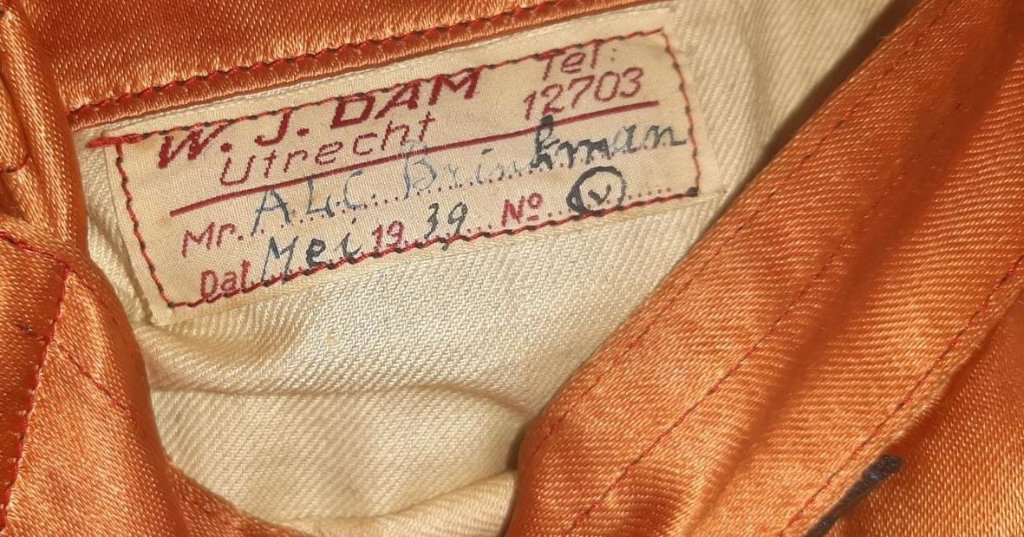 W. J. DAM Tel:
Utrecht 12703
Mr. A L C Brinkman
Dat. Mei 1939 No V